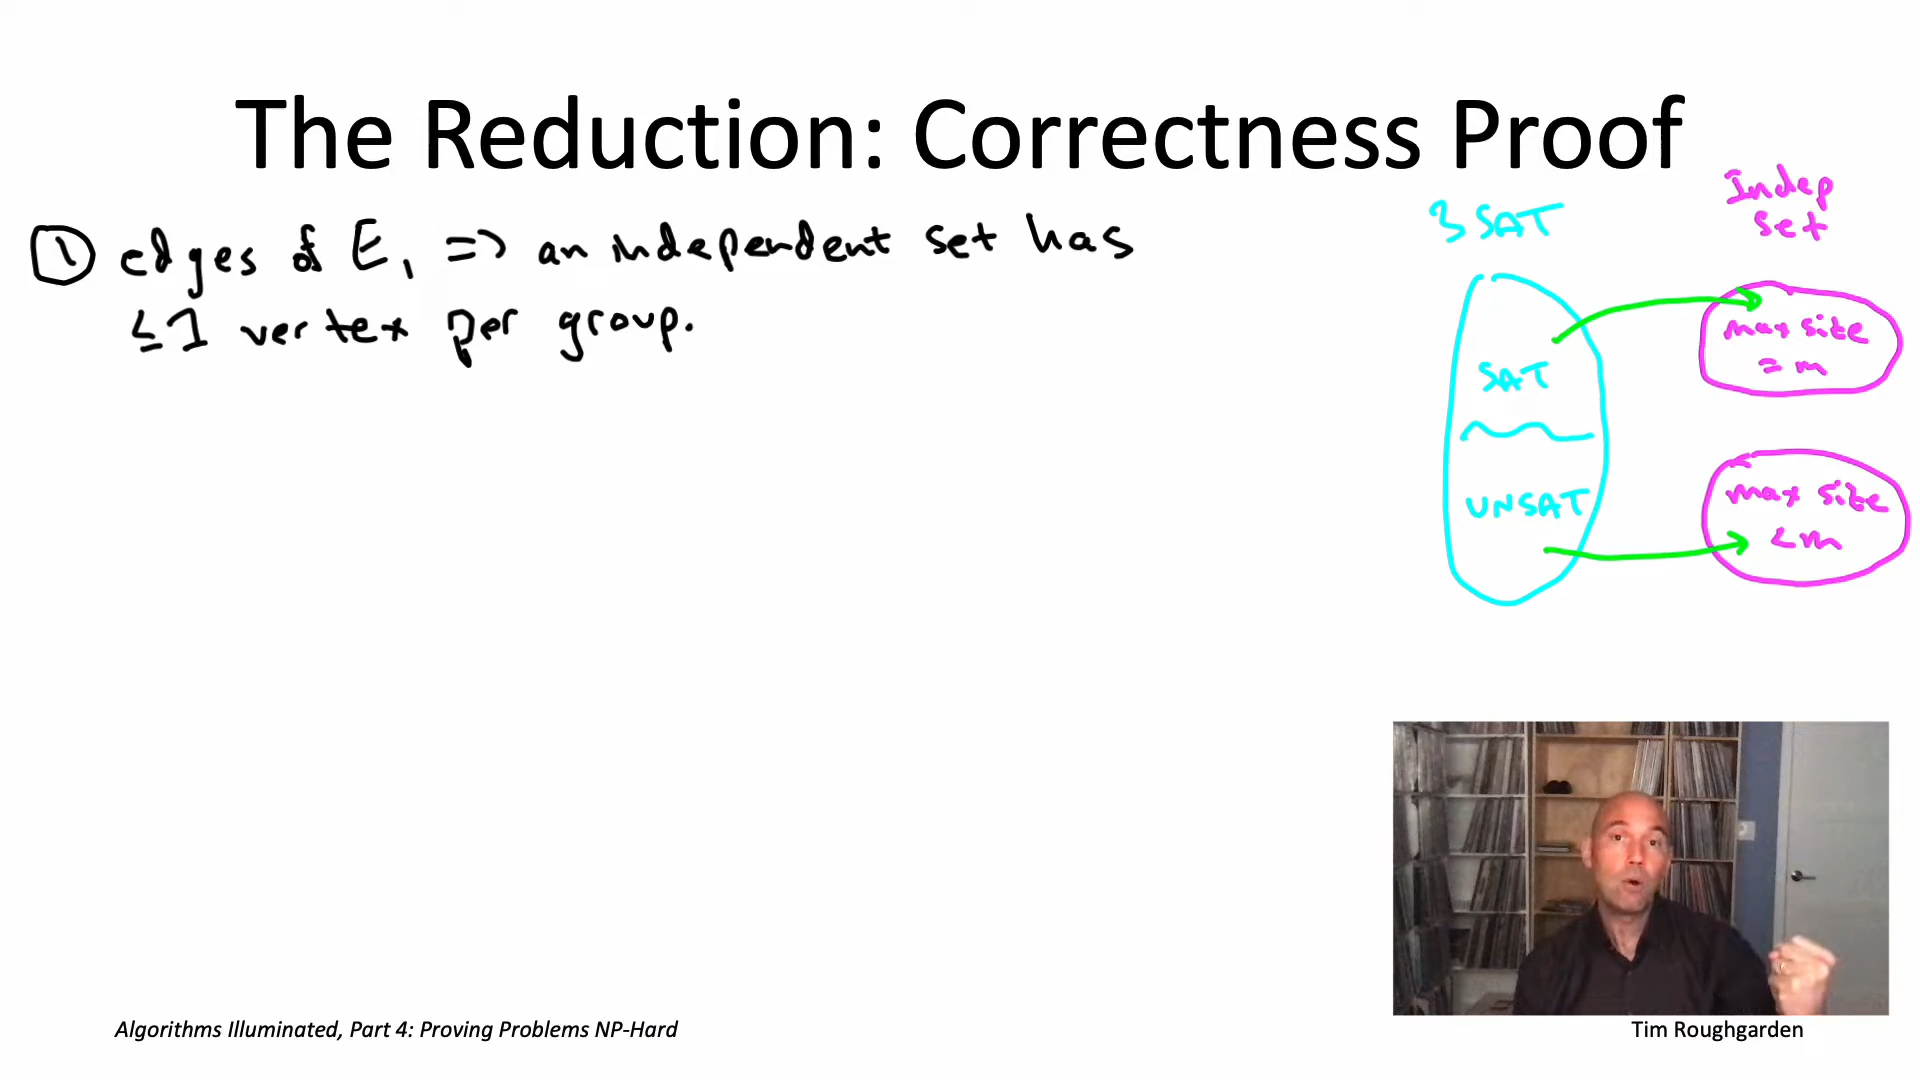 The Reduction: Correctness Proof
① edges of E₁ => an independent set has
≤1 vertex per group.
3SAT
Indep
set
SAT
UNSAT
max size
= m
max size
<m
Algorithms Illuminated, Part 4: Proving Problems NP-Hard
Tim Roughgarden